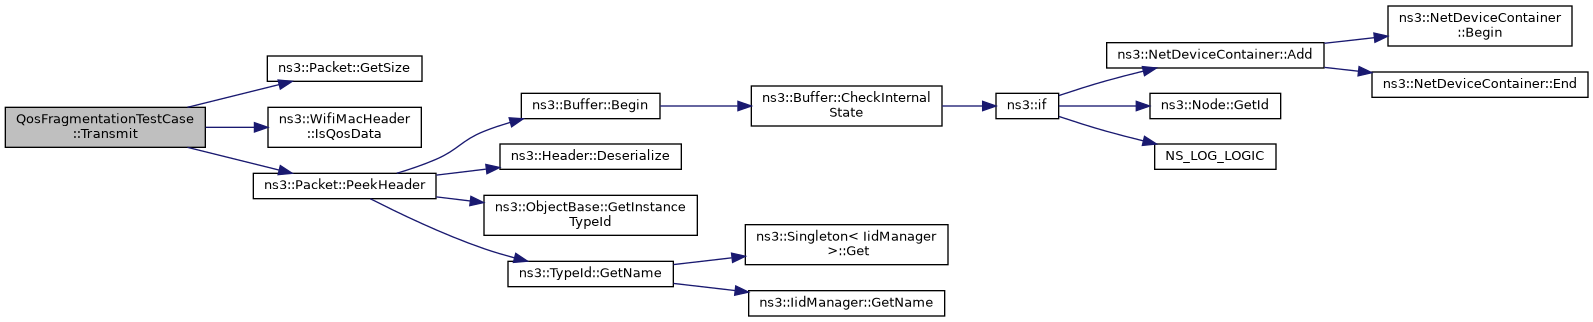 QosFragmentationTestCase
::Transmit
ns3::Packet::GetSize
ns3::WifiMacHeader
::IsQosData
ns3::Packet::PeekHeader
ns3::Buffer::Begin
ns3::Header::Deserialize
ns3::ObjectBase::GetInstance
TypeId
ns3::TypeId::GetName
ns3::Buffer::CheckInternal
State
ns3::Singleton< IidManager
>::Get
ns3::IidManager::GetName
ns3::if
ns3::NetDeviceContainer::Add
ns3::Node::GetId
NS_LOG_LOGIC
ns3::NetDeviceContainer
::Begin
ns3::NetDeviceContainer::End